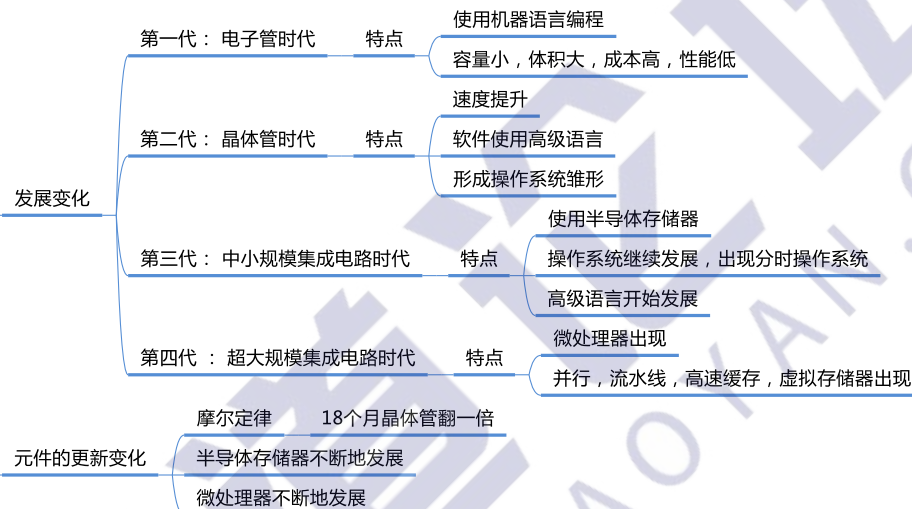 发展变化
第一代： 电子管时代
特点
使用机器语言编程
容量小，体积大，成本高，性能低
第二代： 晶体管时代
特点
速度提升
软件使用高级语言
形成操作系统雏形
第三代： 中小规模集成电路时代
特点
使用半导体存储器
操作系统继续发展，出现分时操作系统
高级语言开始发展
第四代 ： 超大规模集成电路时代
特点
微处理器出现
并行，流水线，高速缓存，虚拟存储器出现
元件的更新变化
摩尔定律
18个月晶体管翻一倍
半导体存储器不断地发展
微处理器不断地发展
道论
AOYAN.